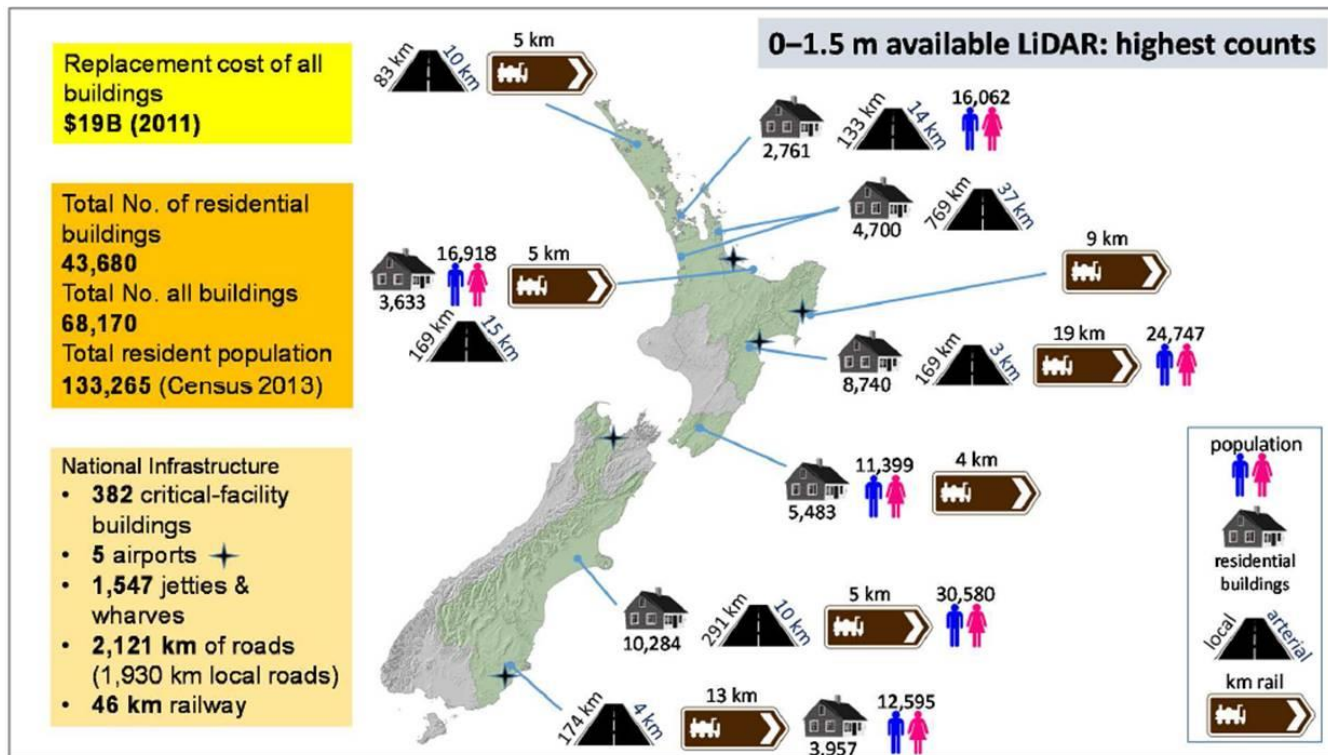 0–1.5 m available LiDAR: highest counts
Replacement cost of all
buildings
$19B (2011)
Total No. of residential
buildings
43,680
Total No. all buildings
68,170
Total resident population
133,265 (Census 2013)
National Infrastructure
• 382 critical-facility
buildings
• 5 airports
• 1,547 jetties &
wharves
• 2,121 km of roads
(1,930 km local roads)
• 46 km railway
83 km
10 km
5 km
2,761
133 km
14 km
16,062
4,700
769 km
37 km
9 km
3,633
16,918
5 km
169 km
15 km
8,740
169 km
3 km
19 km
24,747
5,483
11,399
4 km
10,284
291 km
10 km
5 km
30,580
174 km
4 km
13 km
3,957
12,595
population
residential
buildings
local
arterial
km rail